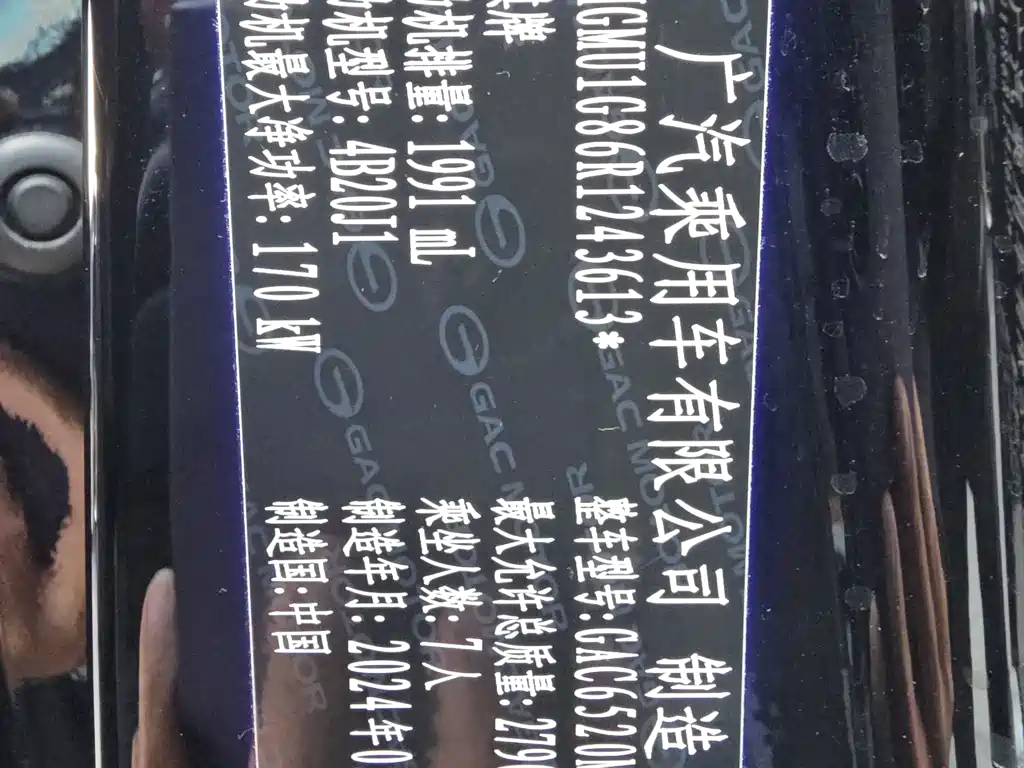 广汽乘用车有限公司 制造
GMU1G86R1243613* 整车型号:GAC6520
牌 最大允许总质量:279
机排量: 1991 mL 乘坐人数: 7人
机型号: 4B20J1 制造年月: 2024年0
机最大净功率: 170 kW 制造国:中国
GAC MOTOR